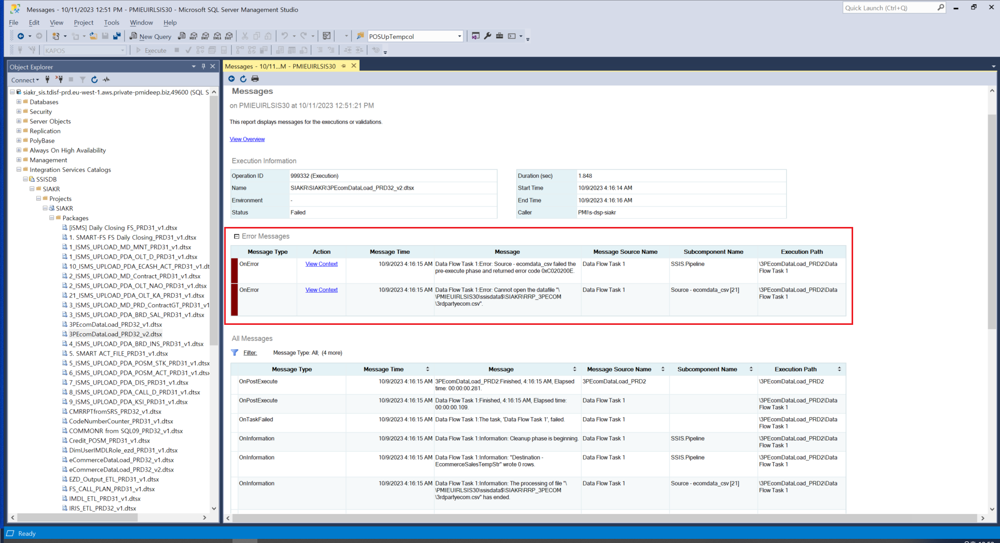 Messages - 10/11/2023 12:51 PM - PMIEUIRLSIS30 - Microsoft SQL Server Management Studio
Quick Launch (Ctrl+Q)
File Edit View Project Tools Window Help
New Query MDX DMX XMLA DAX POSUpTempcol
KAPOS Execute
Object Explorer
Connect
siakr_sis.tdisf-prd.eu-west-1.aws.private-pmideep.biz,49600 (SQL S
Databases
Security
Server Objects
Replication
PolyBase
Always On High Availability
Management
Integration Services Catalogs
SSISDB
SIAKR
Projects
SIAKR
Packages
[iSMS] Daily Closing FS_PRD31_v1.dtsx
1. SMART-FS FS Daily Closing_PRD31_v1.dtsx
1_ISMS_UPLOAD_MD_MNT_PRD31_v1.dtsx
1_ISMS_UPLOAD_PDA_OLT_D_PRD31_v1.dtsx
10_ISMS_UPLOAD_PDA_ECASH_ACT_PRD31_v1.dt
2_ISMS_UPLOAD_MD_Contract_PRD31_v1.dtsx
2_ISMS_UPLOAD_PDA_OLT_NAO_PRD31_v1.dtsx
21_ISMS_UPLOAD_PDA_OLT_KA_PRD31_v1.dtsx
3_ISMS_UPLOAD_MD_PRD_ContractGT_PRD31_v1
3_ISMS_UPLOAD_PDA_BRD_SAL_PRD31_v1.dtsx
3PEcomDataLoad_PRD32_v1.dtsx
3PEcomDataLoad_PRD32_v2.dtsx
4_ISMS_UPLOAD_PDA_BRD_INS_PRD31_v1.dtsx
5. SMART ACT_FILE_PRD31_v1.dtsx
5_ISMS_UPLOAD_PDA_POSM_STK_PRD31_v1.dtsx
6_ISMS_UPLOAD_PDA_POSM_ACT_PRD31_v1.dtsx
7_ISMS_UPLOAD_PDA_DIS_PRD31_v1.dtsx
8_ISMS_UPLOAD_PDA_CALL_D_PRD31_v1.dtsx
9_ISMS_UPLOAD_PDA_KSI_PRD31_v1.dtsx
CMRRPTfromSRS_PRD32_v1.dtsx
CodeNumberCounter_PRD31_v1.dtsx
COMMONR from SQL09_PRD32_v1.dtsx
Credit_POSM_PRD31_v1.dtsx
DimUserIMDLRole_ezd_PRD31_v1.dtsx
eCommerceDataLoad_PRD32_v1.dtsx
eCommerceDataLoad_PRD32_v2.dtsx
EZD_Output_ETL_PRD31_v1.dtsx
FS_CALL_PLAN_PRD31_v1.dtsx
IMDL_ETL_PRD31_v1.dtsx
IRIS_ETL_PRD32_v1.dtsx
Messages - 10/11...M - PMIEUIRLSIS30
Messages
on PMIEUIRLSIS30 at 10/11/2023 12:51:21 PM
This report displays messages for the executions or validations.
View Overview
Execution Information
Operation ID 999332 (Execution) Duration (sec) 1.848
Name SIAKR\SIAKR\3PEcomDataLoad_PRD32_v2.dtsx Start Time 10/9/2023 4:16:14 AM
Environment - End Time 10/9/2023 4:16:16 AM
Status Failed Caller PMI\s-dsp-siakr
Error Messages
Message Type Action Message Time Message Message Source Name Subcomponent Name Execution Path
OnError View Context 10/9/2023 4:16:15 AM Data Flow Task 1:Error: Source - ecomdata_csv failed the Data Flow Task 1 SSIS.Pipeline \3PEcomDataLoad_PRD2\Data
pre-execute phase and returned error code 0xC020200E. Flow Task 1
OnError View Context 10/9/2023 4:16:15 AM Data Flow Task 1:Error: Cannot open the datafile "\ Data Flow Task 1 Source - ecomdata_csv [21] \3PEcomDataLoad_PRD2\Data
\PMIEUIRLSIS30\ssisdata$\SIAKR\RRP_3PECOM Flow Task 1
\3rdpartyecom.csv".
All Messages
Filter: Message Type: All; (4 more)
Message Type Message Time Message Message Source Name Subcomponent Name Execution Path
OnPostExecute 10/9/2023 4:16:15 AM 3PEcomDataLoad_PRD2:Finished, 4:16:15 AM, Elapsed 3PEcomDataLoad_PRD2 \3PEcomDataLoad_PRD2
time: 00:00:00.281.
OnPostExecute 10/9/2023 4:16:15 AM Data Flow Task 1:Finished, 4:16:15 AM, Elapsed time: Data Flow Task 1 \3PEcomDataLoad_PRD2\Data
00:00:00.109. Flow Task 1
OnTaskFailed 10/9/2023 4:16:15 AM Data Flow Task 1:The task, 'Data Flow Task 1', failed. Data Flow Task 1 \3PEcomDataLoad_PRD2\Data
Flow Task 1
OnInformation 10/9/2023 4:16:15 AM Data Flow Task 1:Information: Cleanup phase is beginning. Data Flow Task 1 SSIS.Pipeline \3PEcomDataLoad_PRD2\Data
Flow Task 1
OnInformation 10/9/2023 4:16:15 AM Data Flow Task 1:Information: "Destination - Data Flow Task 1 SSIS.Pipeline \3PEcomDataLoad_PRD2\Data
EcommerceSalesTempStr" wrote 0 rows. Flow Task 1
OnInformation 10/9/2023 4:16:15 AM Data Flow Task 1:Information: The processing of file "\ Data Flow Task 1 Source - ecomdata_csv [21] \3PEcomDataLoad_PRD2\Data
\PMIEUIRLSIS30\ssisdata$\SIAKR\RRP_3PECOM Flow Task 1
\3rdpartyecom.csv" has ended.
Ready